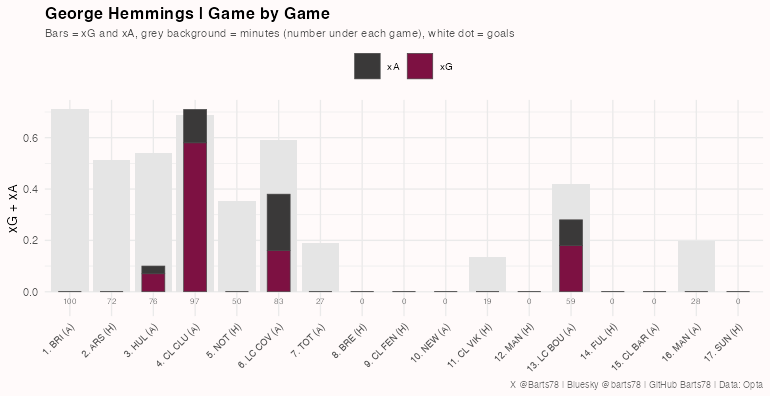 George Hemmings | Game by Game
Bars = xG and xA, grey background = minutes (number under each game), white dot = goals
xA xG
xG + xA
0.6
0.4
0.2
0.0
100 72 76 97 50 83 27 0 0 0 19 0 59 0 0 28 0
1. BRI (A)
2. ARS (H)
3. HUL (A)
4. CL CLU (A)
5. NOT (H)
6. LC COV (A)
7. TOT (A)
8. BRE (H)
9. CL FEN (H)
10. NEW (A)
11. CL VIK (H)
12. MAN (H)
13. LC BOU (A)
14. FUL (H)
15. CL BAR (A)
16. MAN (A)
17. SUN (H)
X @Barts78 | Bluesky @barts78 | GitHub Barts78 | Data: Opta